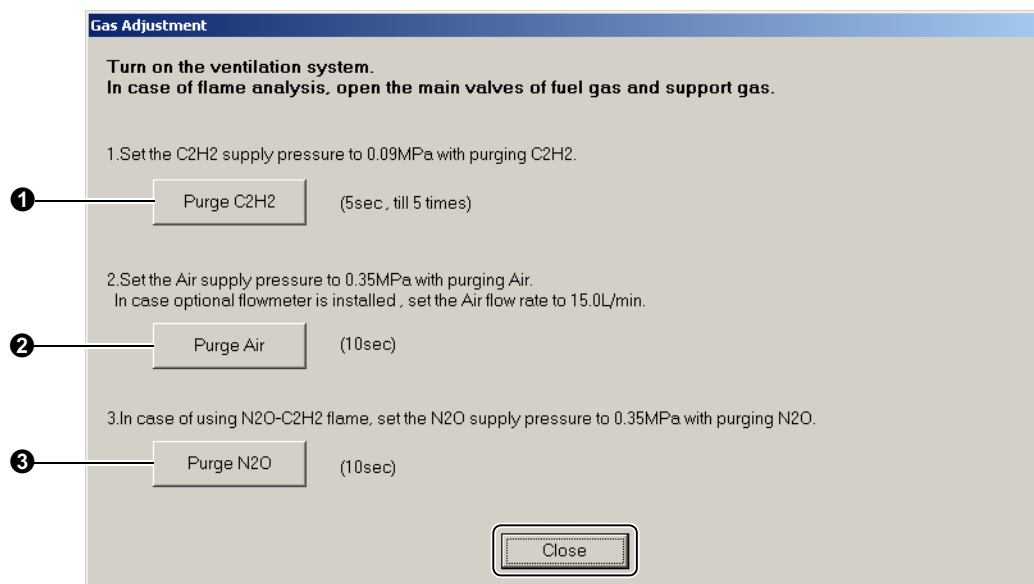 Gas Adjustment
Turn on the ventilation system.
In case of flame analysis, open the main valves of fuel gas and support gas.
1.Set the C2H2 supply pressure to 0.09MPa with purging C2H2.
❶
Purge C2H2
(5sec , till 5 times)
2.Set the Air supply pressure to 0.35MPa with purging Air.
In case optional flowmeter is installed , set the Air flow rate to 15.0L/min.
❷
Purge Air
(10sec)
3.In case of using N2O-C2H2 flame, set the N2O supply pressure to 0.35MPa with purging N2O.
❸
Purge N2O
(10sec)
Close